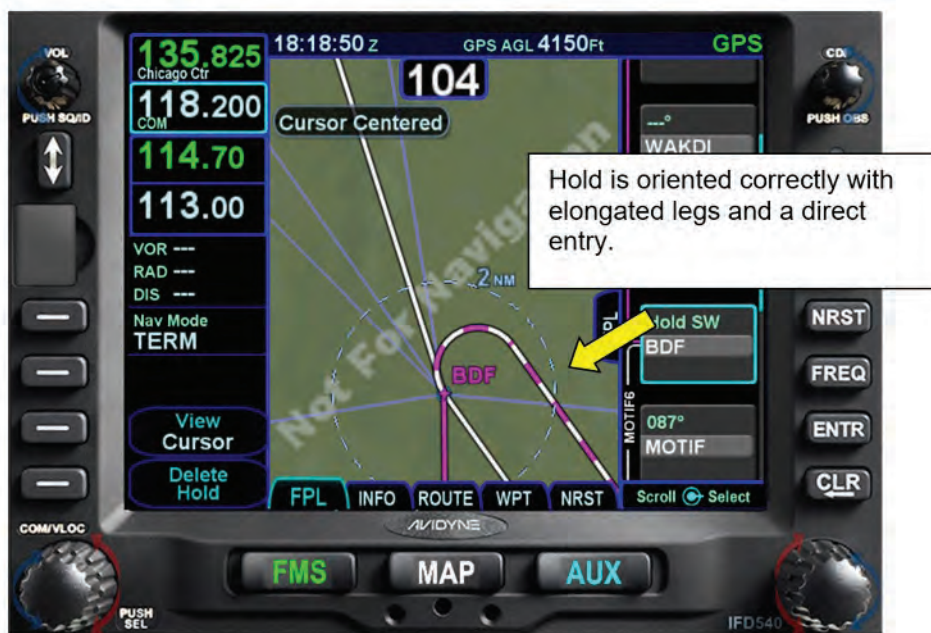 VOL
PUSH SQ/ID
135.825
Chicago Ctr
118.200
COM
114.70
113.00
VOR ---
RAD ---
DIS ---
Nav Mode
TERM
View
Cursor
Delete
Hold
18:18:50 Z
GPS AGL 4150Ft
GPS
104
Cursor Centered
Not For Navigation
2 NM
BDF
CDI
PUSH OBS
---°
WAKDI
Hold is oriented correctly with
elongated legs and a direct
entry.
Hold SW
BDF
MOTIF6
087°
MOTIF
NRST
FREQ
ENTR
CLR
FPL INFO ROUTE WPT NRST
Scroll Select
AVIDYNE
COM/VLOC
PUSH
SEL
FMS MAP AUX
IFD540